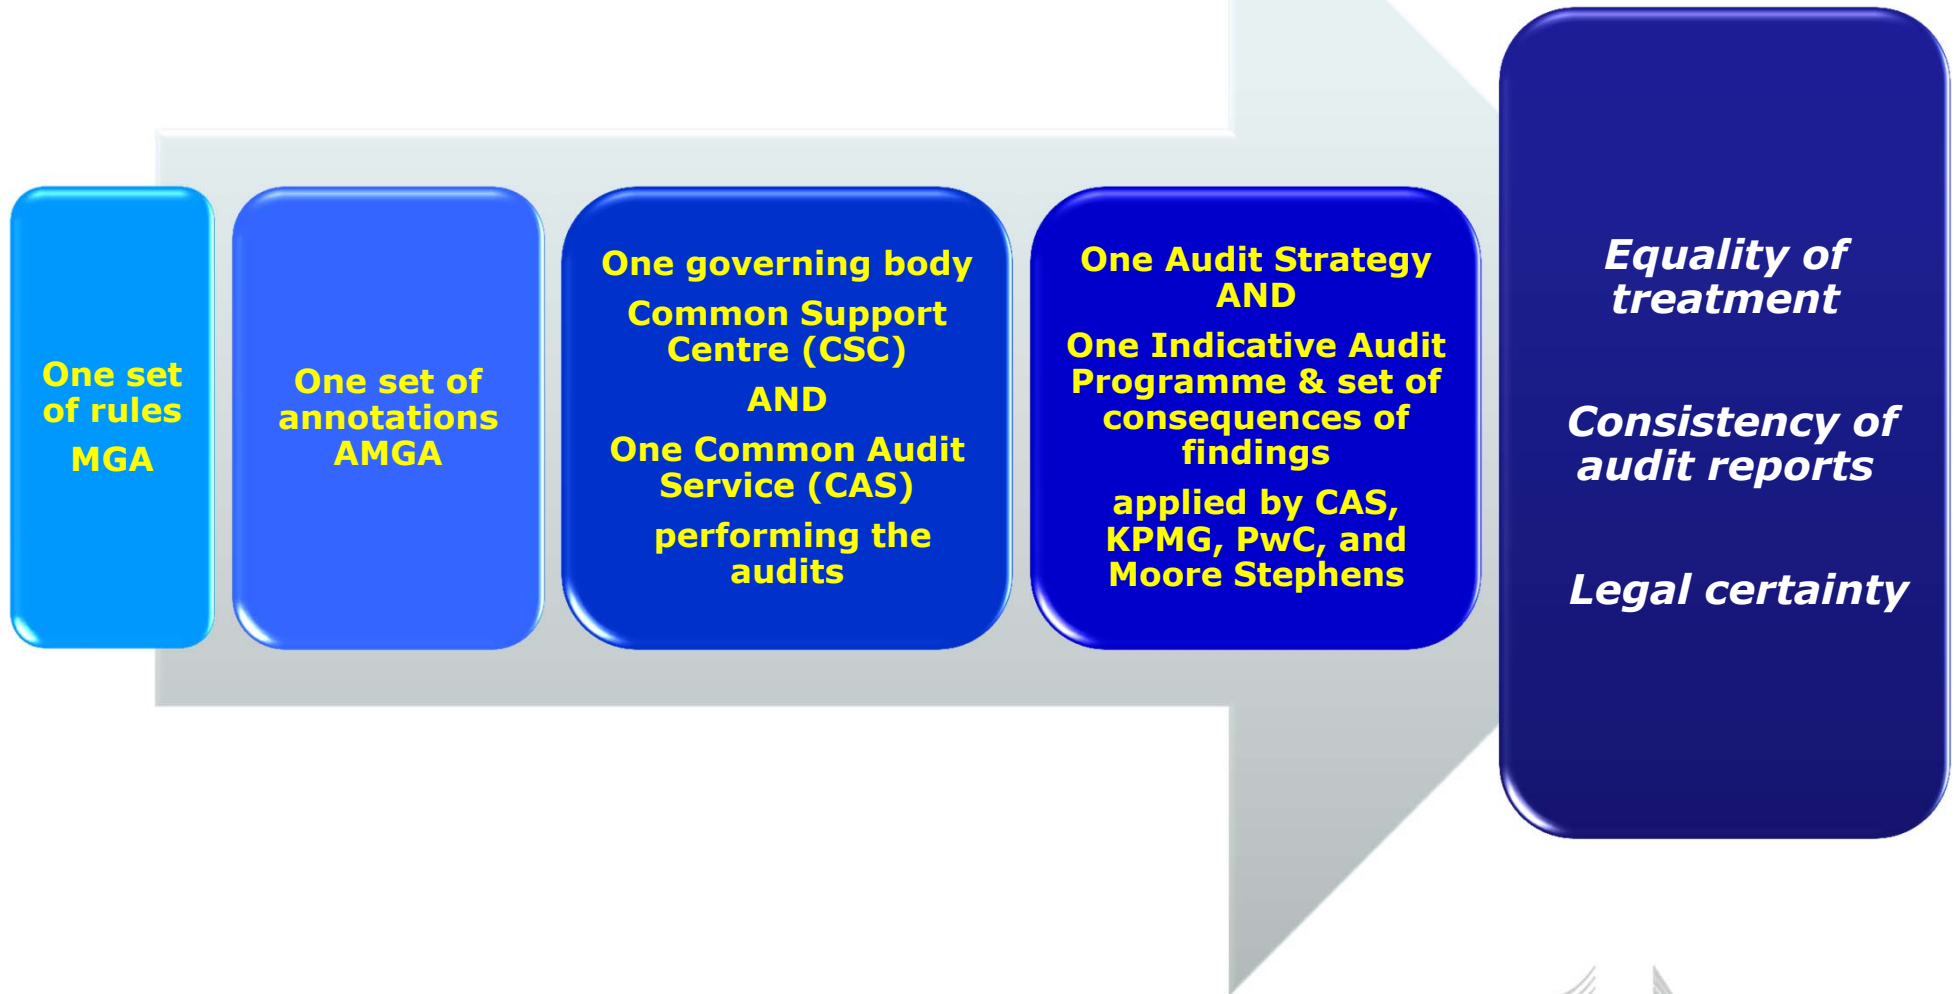 One set
of rules
MGA
One set of
annotations
AMGA
One governing body
Common Support
Centre (CSC)
AND
One Common Audit
Service (CAS)
performing the
audits
One Audit Strategy
AND
One Indicative Audit
Programme & set of
consequences of
findings
applied by CAS,
KPMG, PwC, and
Moore Stephens
Equality of
treatment
Consistency of
audit reports
Legal certainty